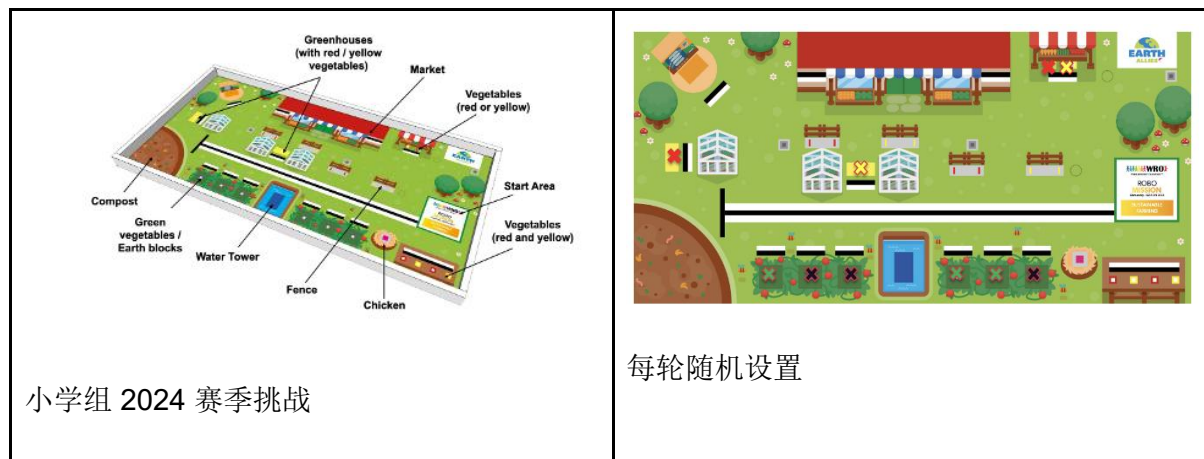 Greenhouses
(with red / yellow
vegetables)
Market
Vegetables
(red or yellow)
EARTH
Start Area
Compost
Green
vegetables /
Earth blocks
Water Tower
Vegetables
(red and yellow)
Fence
Chicken
小学组 2024 赛季挑战
EARTH
ALLIES
WRO
ROBO
MISSION
每轮随机设置